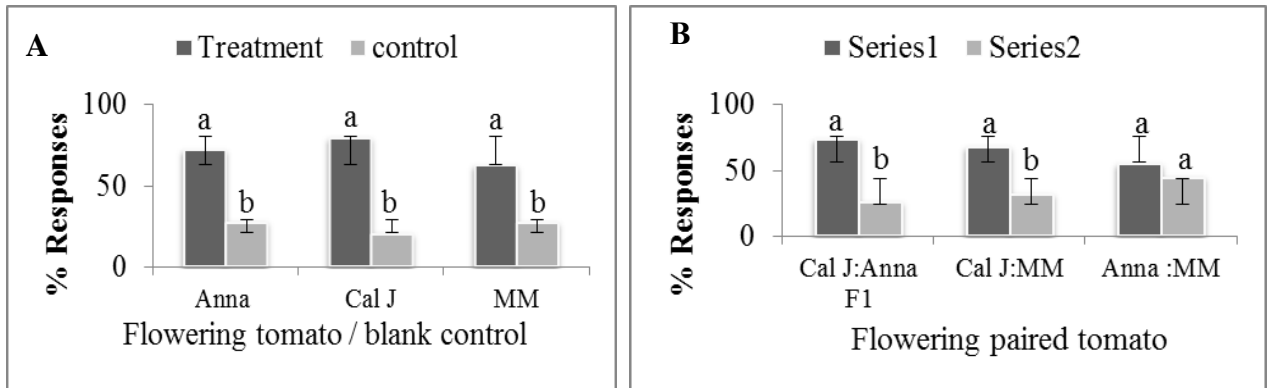 A
Treatment control
100
50
0
% Responses
a b a b a b
Anna Cal J MM
Flowering tomato / blank control
B
Series1 Series2
100
50
0
% Responses
a b a b a a
Cal J:Anna F1 Cal J:MM Anna :MM
Flowering paired tomato